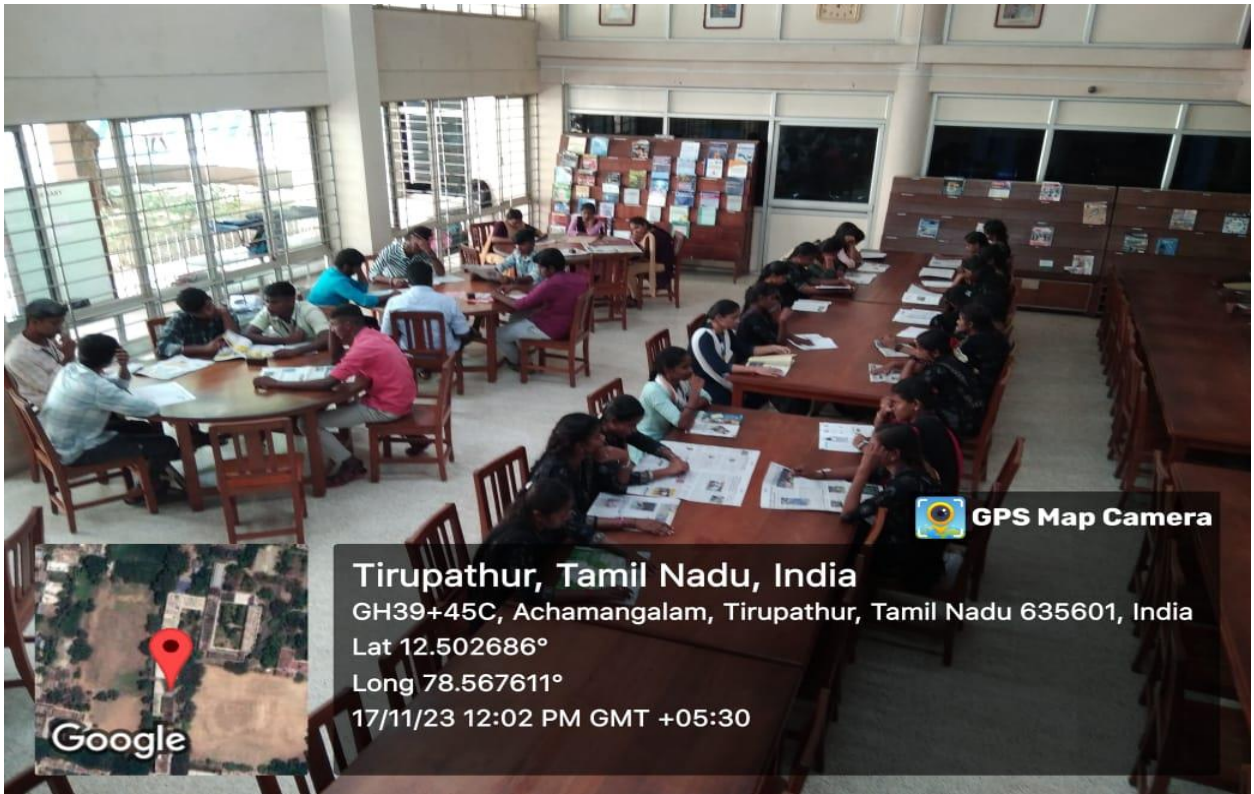 GPS Map Camera
Tirupathur, Tamil Nadu, India
GH39+45C, Achamangalam, Tirupathur, Tamil Nadu 635601, India
Lat 12.502686°
Long 78.567611°
17/11/23 12:02 PM GMT +05:30
Google